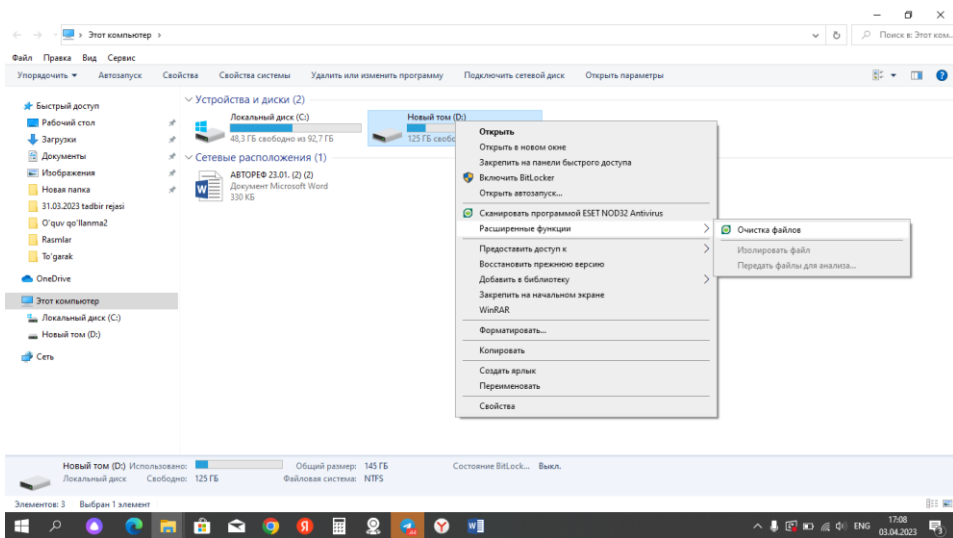 Этот компьютер
Поиск в: Этот ком...
Файл Правка Вид Сервис
Упорядочить Автозапуск Свойства Свойства системы Удалить или изменить программу Подключить сетевой диск Открыть параметры
Быстрый доступ
Рабочий стол
Загрузки
Документы
Изображения
Новая папка
31.03.2023 tadbir rejasi
O'quv qo'llanma2
Rasmlar
To'garak
OneDrive
Этот компьютер
Локальный диск (C:)
Новый том (D:)
Сеть
Устройства и диски (2)
Локальный диск (C:)
48,3 ГБ свободно из 92,7 ГБ
Новый том (D:)
125 ГБ своб
Сетевые расположения (1)
АВТОРЕФ 23.01. (2) (2)
Документ Microsoft Word
330 КБ
Открыть
Открыть в новом окне
Закрепить на панели быстрого доступа
Включить BitLocker
Открыть автозапуск...
Сканировать программой ESET NOD32 Antivirus
Расширенные функции
Предоставить доступ к
Восстановить прежнюю версию
Добавить в библиотеку
Закрепить на начальном экране
WinRAR
Форматировать...
Копировать
Создать ярлык
Переименовать
Свойства
Очистка файлов
Изолировать файл
Передать файлы для анализа...
Новый том (D:) Использовано: Общий размер: 145 ГБ Состояние BitLock... Выкл.
Локальный диск Свободно: 125 ГБ Файловая система: NTFS
Элементов: 3 Выбран 1 элемент
ENG
17:08
03.04.2023